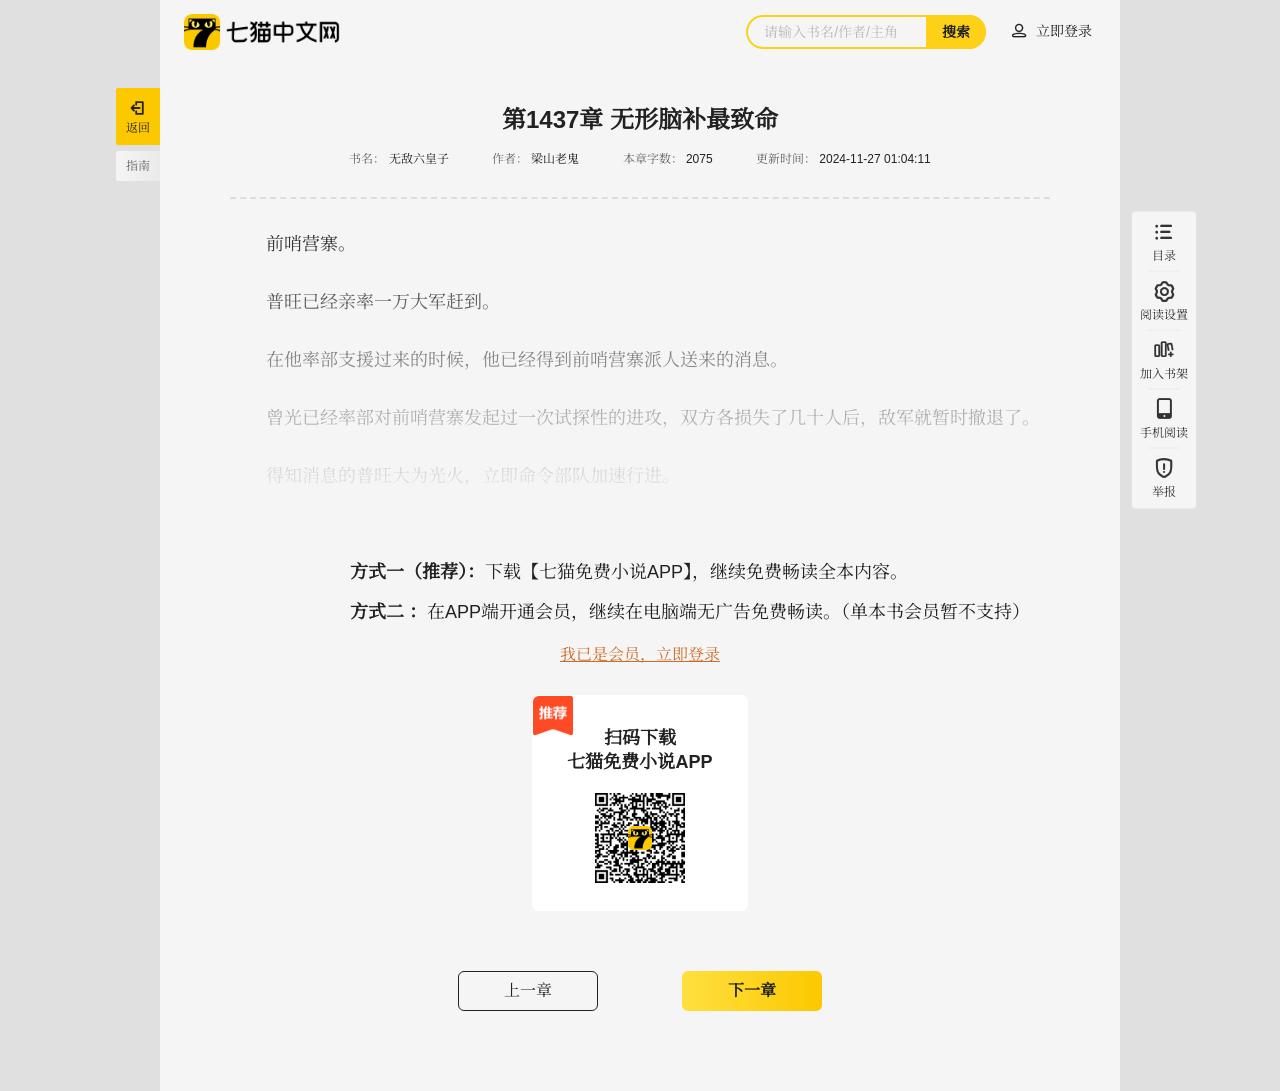 七猫中文网
请输入书名/作者/主角
搜索
立即登录
返回
指南
第1437章 无形脑补最致命
书名： 无敌六皇子 作者： 梁山老鬼 本章字数： 2075 更新时间： 2024-11-27 01:04:11
前哨营寨。
普旺已经亲率一万大军赶到。
在他率部支援过来的时候，他已经得到前哨营寨派人送来的消息。
曾光已经率部对前哨营寨发起过一次试探性的进攻，双方各损失了几十人后，敌军就暂时撤退了。
得知消息的普旺大为光火，立即命令部队加速行进。
目录
阅读设置
加入书架
手机阅读
举报
方式一（推荐）：下载【七猫免费小说APP】，继续免费畅读全本内容。
方式二 ：在APP端开通会员，继续在电脑端无广告免费畅读。（单本书会员暂不支持）
我已是会员，立即登录
推荐
扫码下载
七猫免费小说APP
上一章
下一章